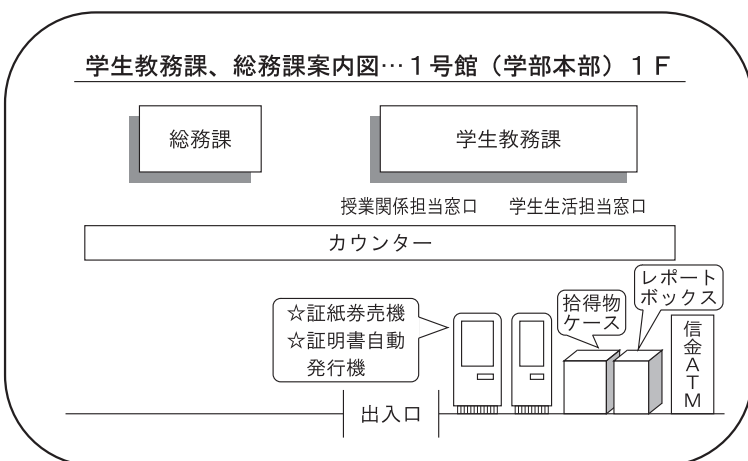 学生教務課、総務課案内図…１号館（学部本部）１Ｆ
総務課
学生教務課
授業関係担当窓口
学生生活担当窓口
カウンター
☆証紙券売機
☆証明書自動
発行機
拾得物
ケース
レポート
ボックス
信金ＡＴＭ
出入口